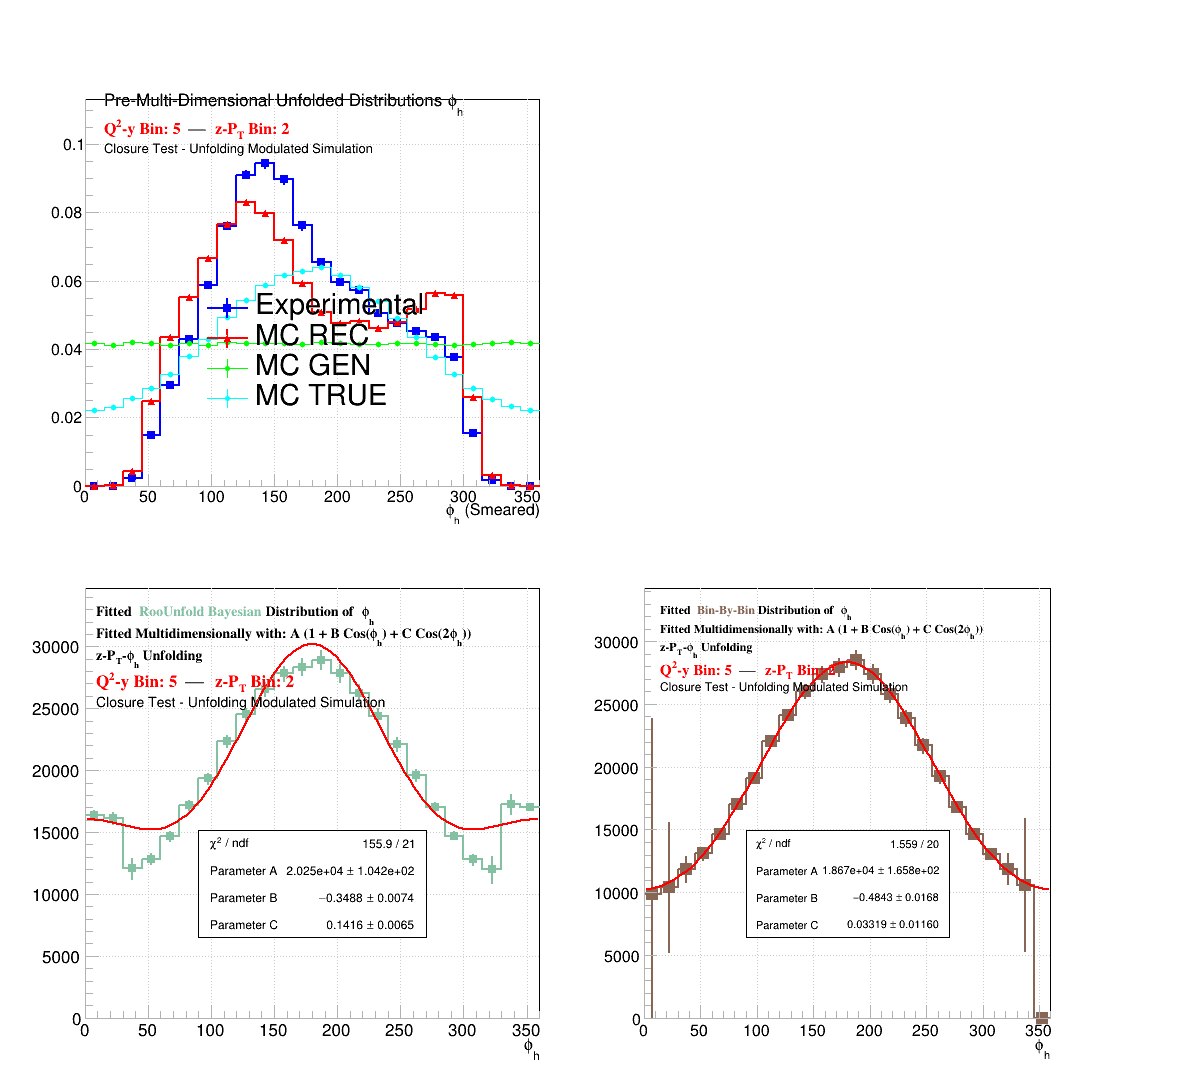 Pre-Multi-Dimensional Unfolded Distributions ϕh
Q²-y Bin: 5 — z-PT Bin: 2
Closure Test - Unfolding Modulated Simulation
0.1
0.08
0.06
0.04
0.02
0
Experimental
MC REC
MC GEN
MC TRUE
0 50 100 150 200 250 300 350
ϕh (Smeared)
Fitted RooUnfold Bayesian Distribution of ϕh
Fitted Multidimensionally with: A (1 + B Cos(ϕh) + C Cos(2ϕh))
z-PT-ϕh Unfolding
Q²-y Bin: 5 — z-PT Bin: 2
Closure Test - Unfolding Modulated Simulation
30000
25000
20000
15000
10000
5000
0
χ² / ndf 155.9 / 21
Parameter A 2.025e+04 ± 1.042e+02
Parameter B −0.3488 ± 0.0074
Parameter C 0.1416 ± 0.0065
0 50 100 150 200 250 300 350
ϕh
Fitted Bin-By-Bin Distribution of ϕh
Fitted Multidimensionally with: A (1 + B Cos(ϕh) + C Cos(2ϕh))
z-PT-ϕh Unfolding
Q²-y Bin: 5 — z-PT Bin: 2
Closure Test - Unfolding Modulated Simulation
30000
25000
20000
15000
10000
5000
0
χ² / ndf 1.559 / 20
Parameter A 1.867e+04 ± 1.658e+02
Parameter B −0.4843 ± 0.0168
Parameter C 0.03319 ± 0.01160
0 50 100 150 200 250 300 350
ϕh